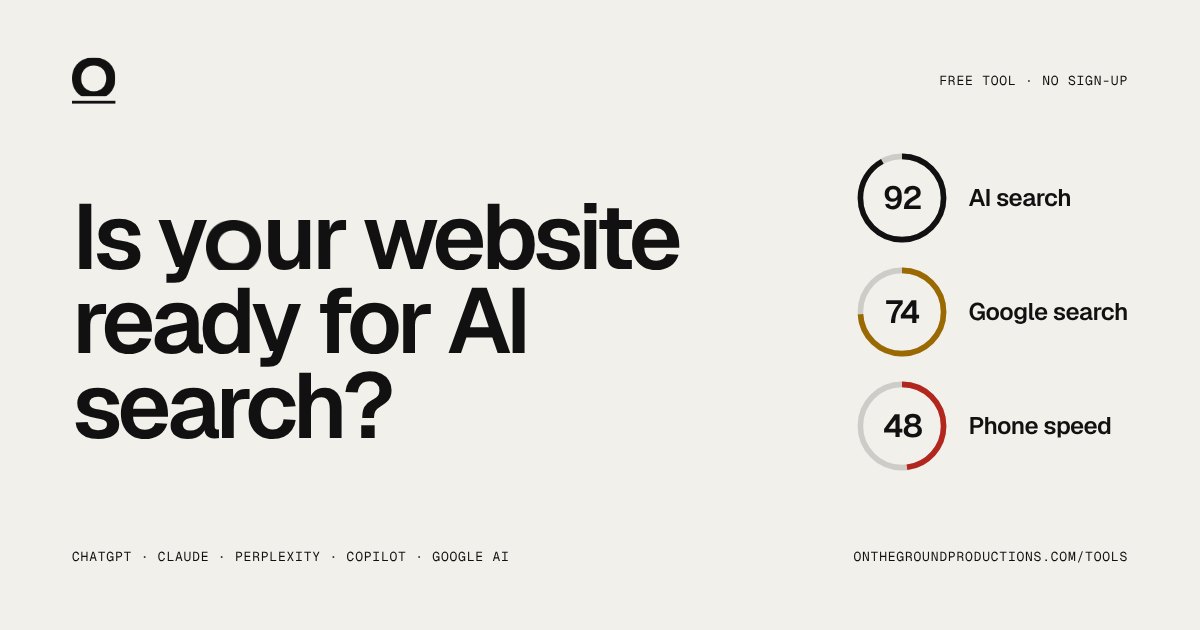 O
FREE TOOL · NO SIGN-UP
Is your website
ready for AI
search?
92 AI search
74 Google search
48 Phone speed
CHATGPT · CLAUDE · PERPLEXITY · COPILOT · GOOGLE AI
ONTHEGROUNDPRODUCTIONS.COM/TOOLS